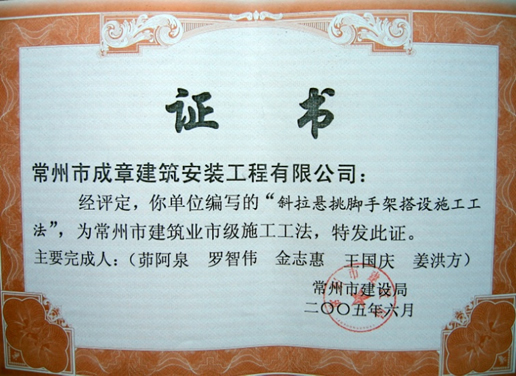 证书
常州市成章建筑安装工程有限公司：
经评定，你单位编写的“斜拉悬挑脚手架搭设施工工
法”，为常州市建筑业市级施工工法，特发此证。
主要完成人：（茆阿泉 罗智伟 金志惠 王国庆 姜洪方）
常州市建设局
二〇〇五年六月